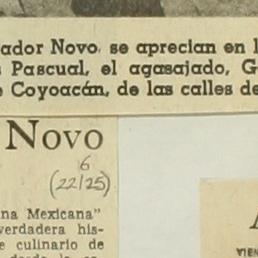 ador Novo, se aprecian en l
Pascual, el agasajado, G
Coyoacán, de las calles de
Novo
6
(22/25)
na Mexicana"
verdadera his-
e culinario de